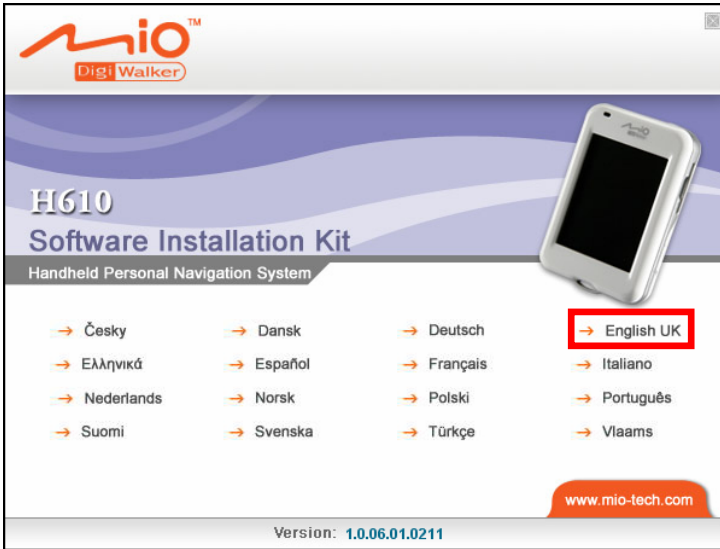 Mio™
DigiWalker
Mio
H610
Software Installation Kit
Handheld Personal Navigation System
→ Česky → Dansk → Deutsch → English UK
→ Ελληνικά → Español → Français → Italiano
→ Nederlands → Norsk → Polski → Português
→ Suomi → Svenska → Türkçe → Vlaams
www.mio-tech.com
Version: 1.0.06.01.0211